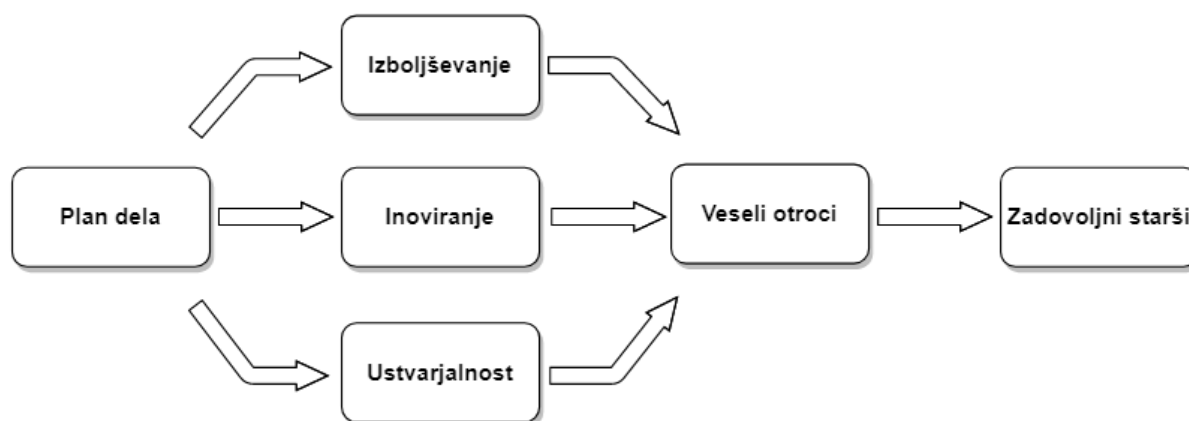 Izboljševanje
Plan dela
Inoviranje
Veseli otroci
Zadovoljni starši
Ustvarjalnost